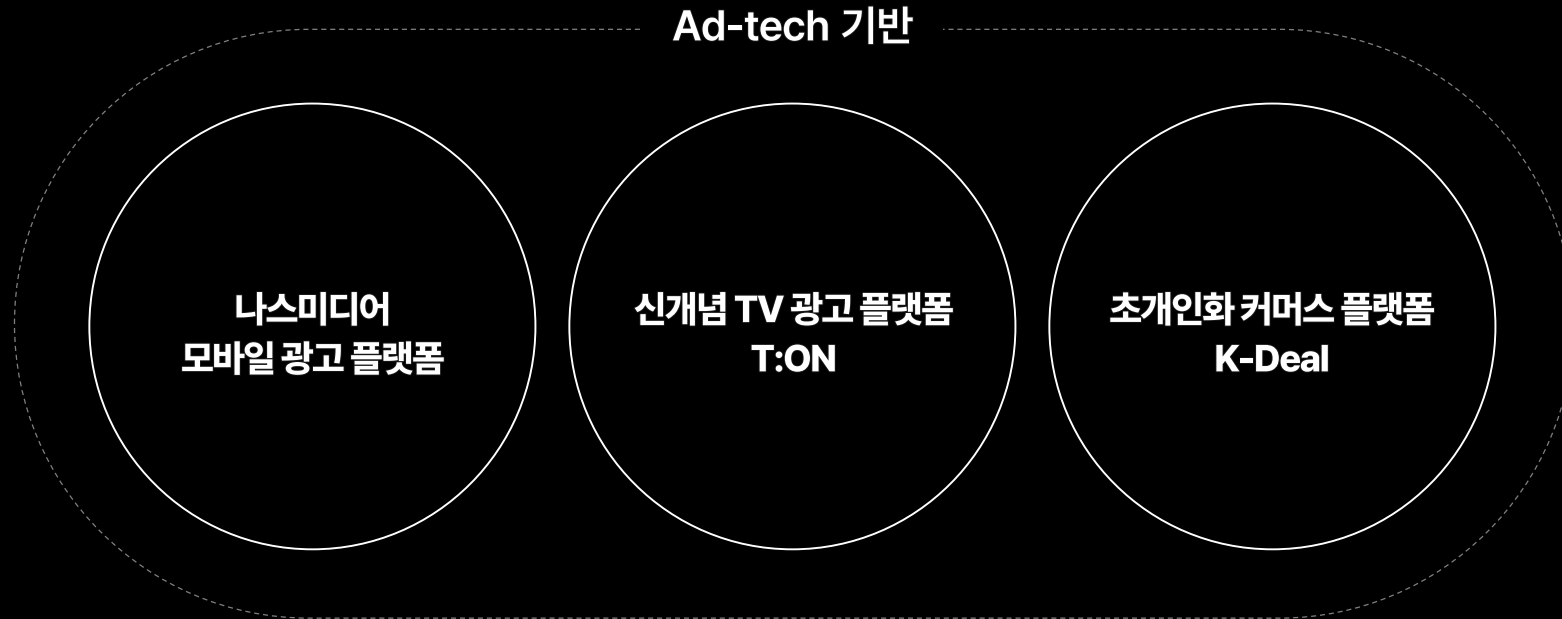 Ad-tech 기반
나스미디어
모바일 광고 플랫폼
신개념 TV 광고 플랫폼
T:ON
초개인화 커머스 플랫폼
K-Deal